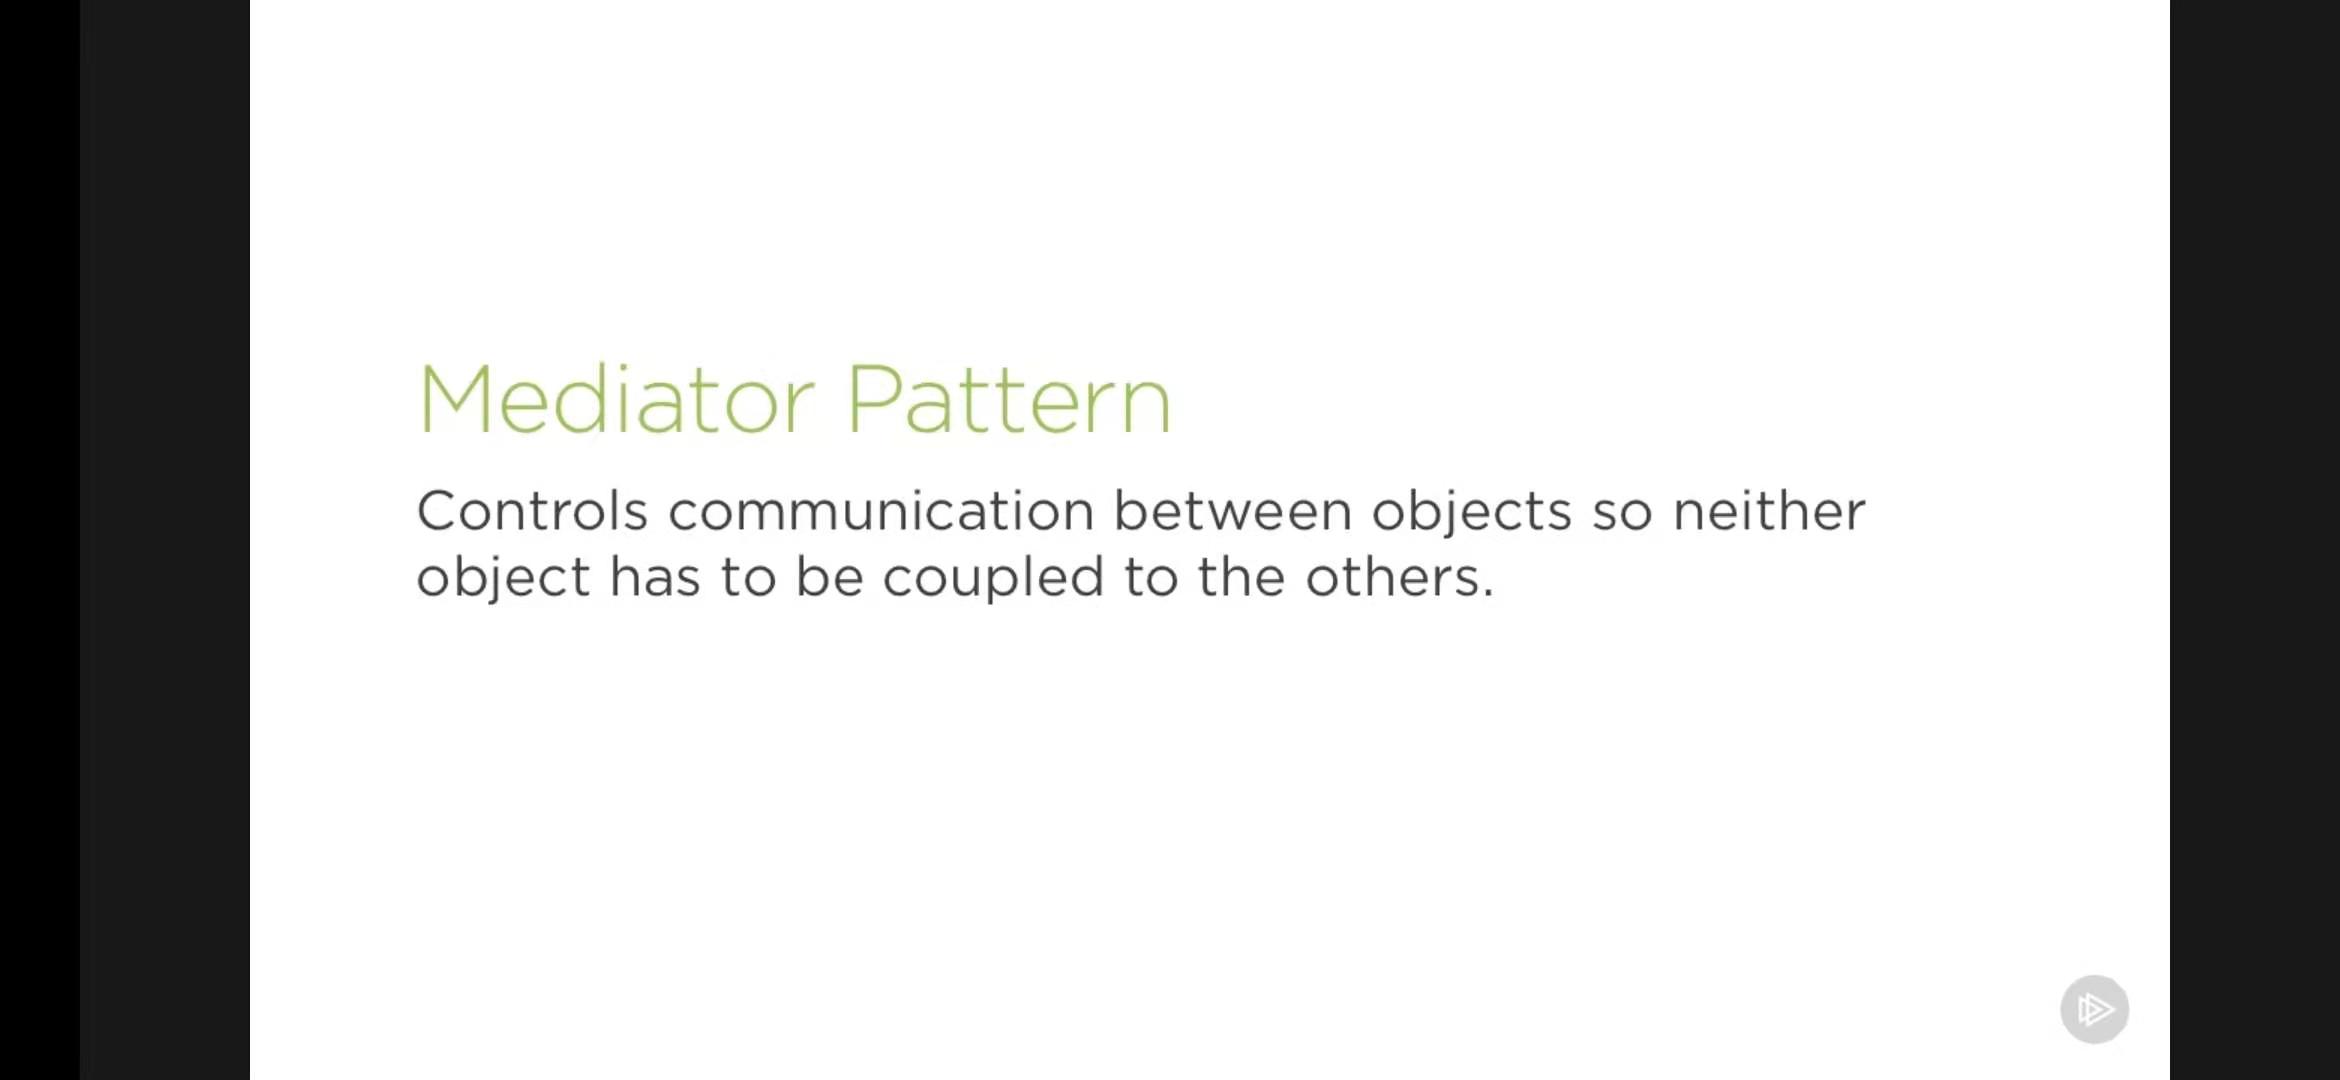 Mediator Pattern
Controls communication between objects so neither
object has to be coupled to the others.